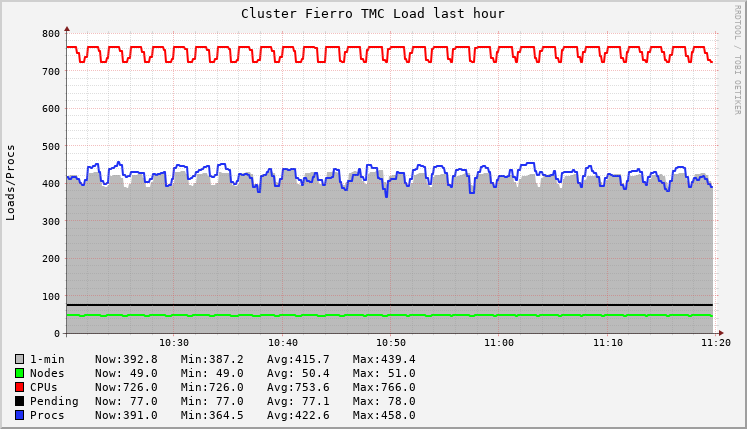 Cluster Fierro TMC Load last hour
RRDTOOL / TOBI OETIKER
Loads/Procs
800
700
600
500
400
300
200
100
0
10:30 10:40 10:50 11:00 11:10 11:20
1-min Now:392.8 Min:387.2 Avg:415.7 Max:439.4
Nodes Now: 49.0 Min: 49.0 Avg: 50.4 Max: 51.0
CPUs Now:726.0 Min:726.0 Avg:753.6 Max:766.0
Pending Now: 77.0 Min: 77.0 Avg: 77.1 Max: 78.0
Procs Now:391.0 Min:364.5 Avg:422.6 Max:458.0